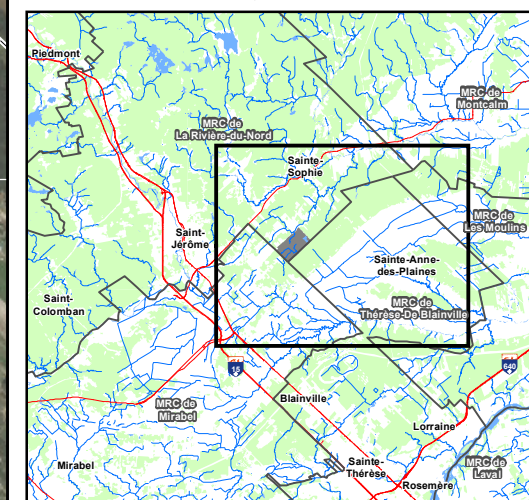 Piedmont
MRC de
Montcalm
MRC de
La Rivière-du-Nord
Sainte-
Sophie
MRC de
Les Moulins
Saint-
Jérôme
Sainte-Anne-
des-Plaines
Saint-
Colomban
MRC de
Thérèse-De Blainville
15
640
Blainville
MRC de
Mirabel
Lorraine
Mirabel
Sainte-
Thérèse
MRC de
Laval
Rosemère